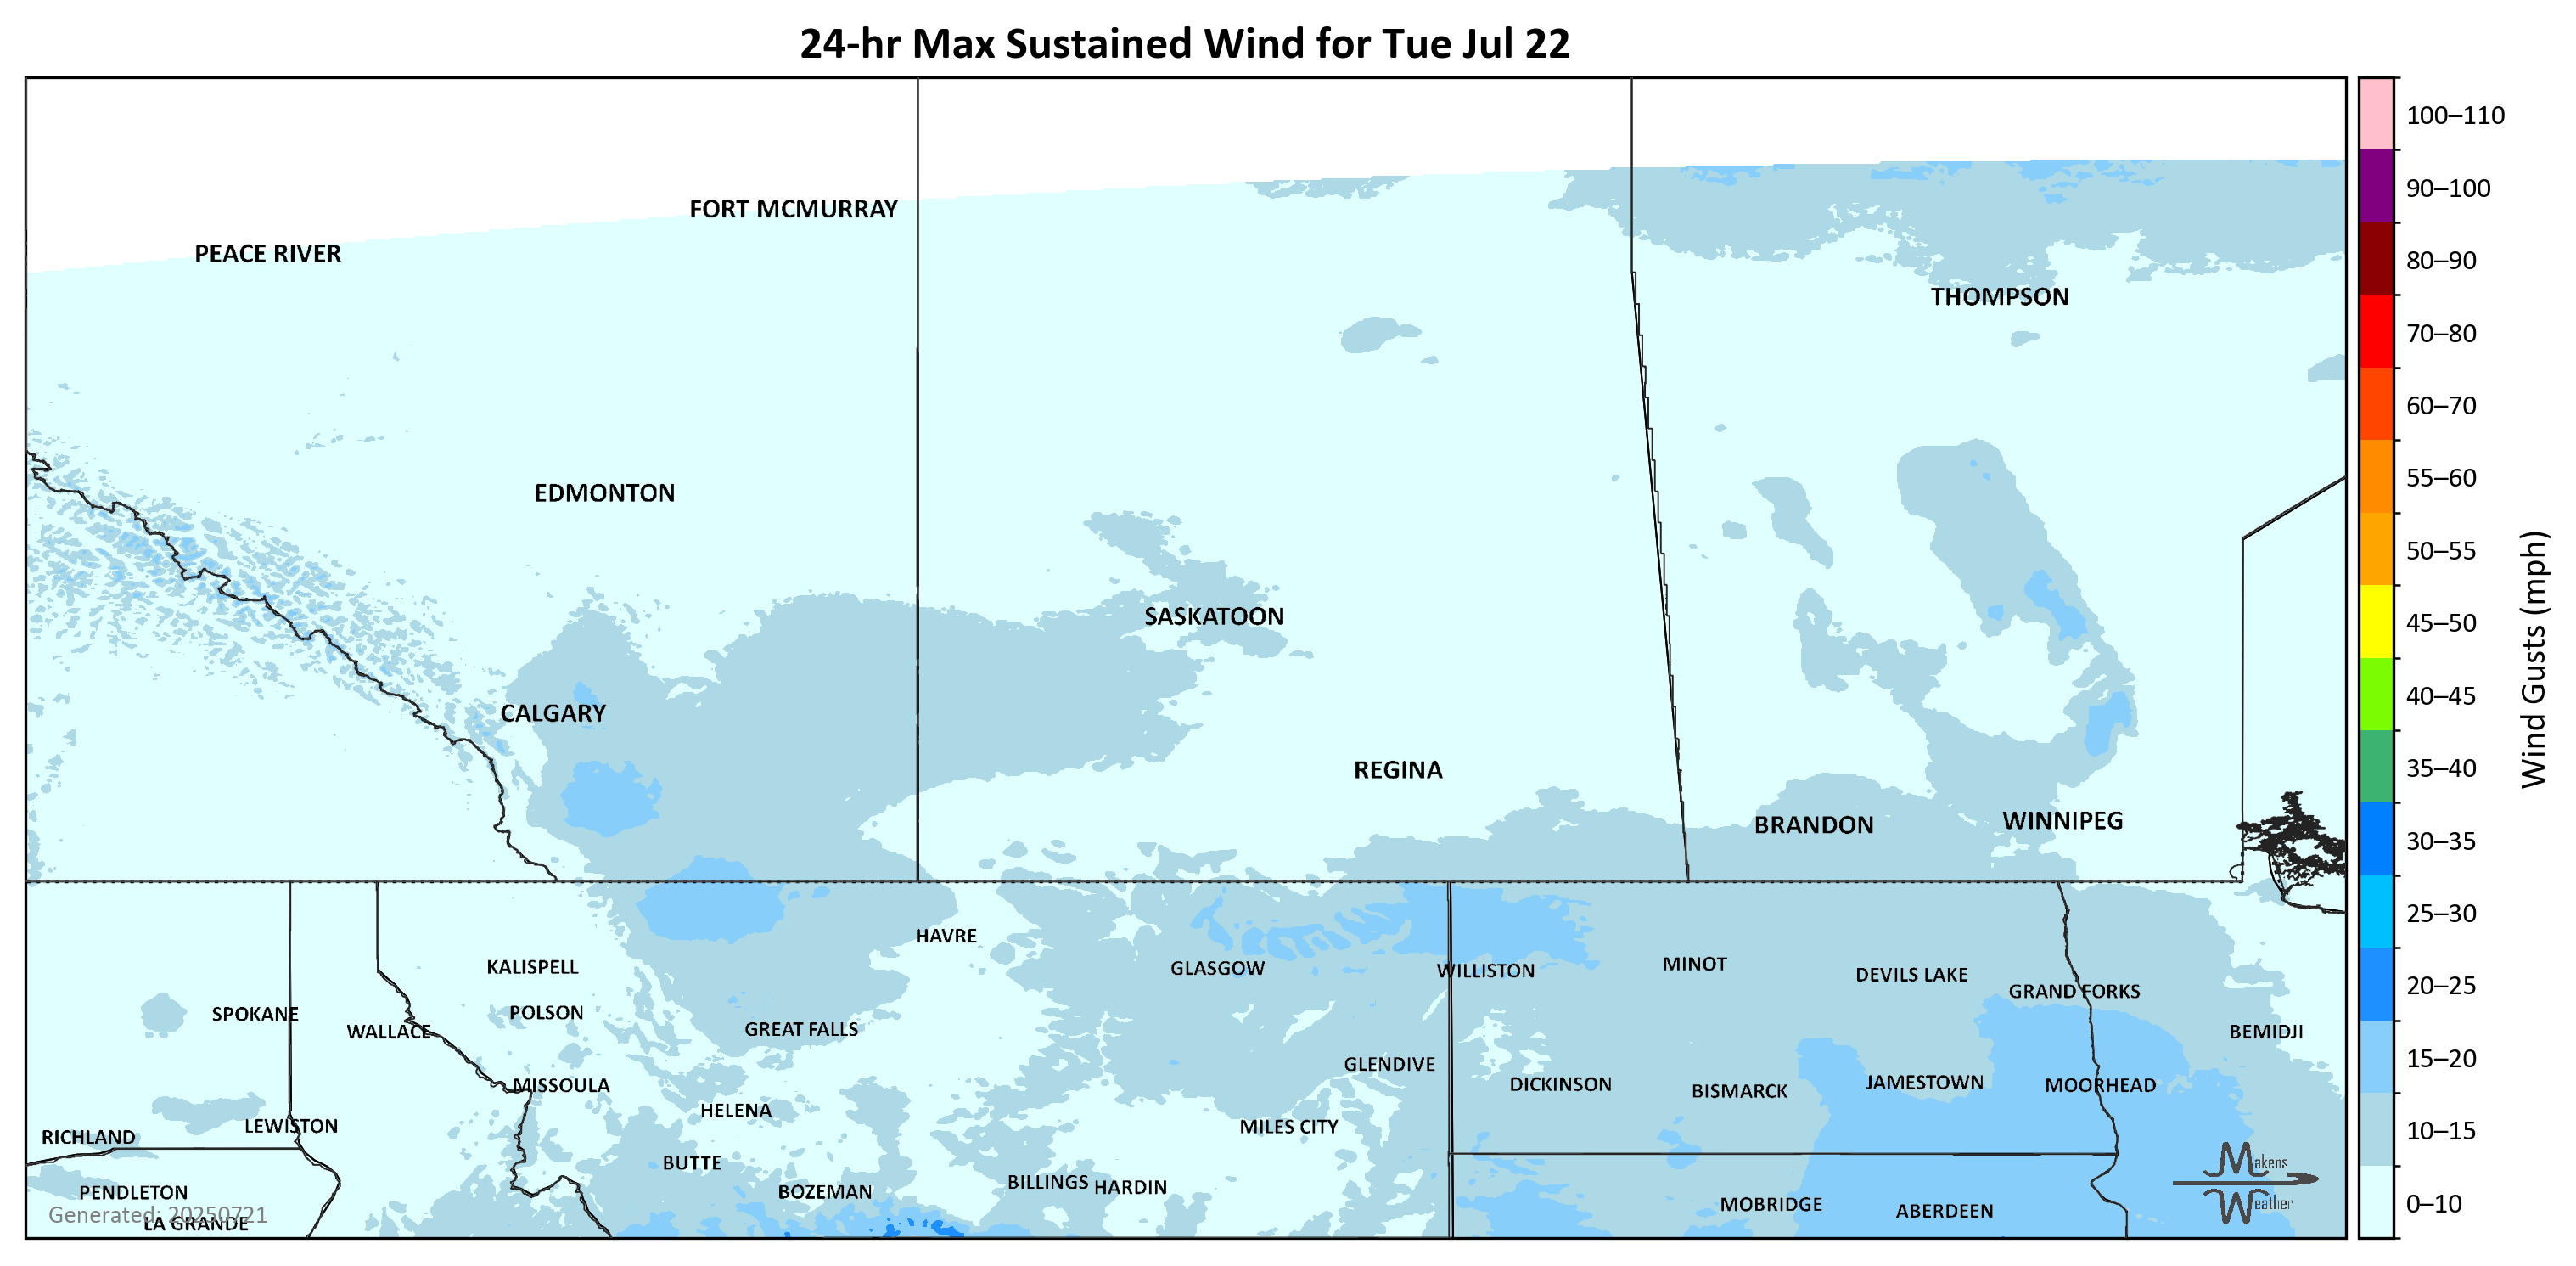 24-hr Max Sustained Wind for Tue Jul 22
100–110
90–100
80–90
70–80
60–70
55–60
50–55
45–50
40–45
35–40
30–35
25–30
20–25
15–20
10–15
0–10
Wind Gusts (mph)
FORT MCMURRAY
PEACE RIVER
THOMPSON
EDMONTON
SASKATOON
CALGARY
REGINA
BRANDON
WINNIPEG
HAVRE
KALISPELL
GLASGOW
WILLISTON
MINOT
DEVILS LAKE
GRAND FORKS
SPOKANE
POLSON
WALLACE
GREAT FALLS
BEMIDJI
GLENDIVE
MISSOULA
DICKINSON
BISMARCK
JAMESTOWN
MOORHEAD
HELENA
LEWISTON
MILES CITY
RICHLAND
BUTTE
BILLINGS
HARDIN
PENDLETON
BOZEMAN
MOBRIDGE
ABERDEEN
Generated: 20250721
LA GRANDE
Makens
Weather